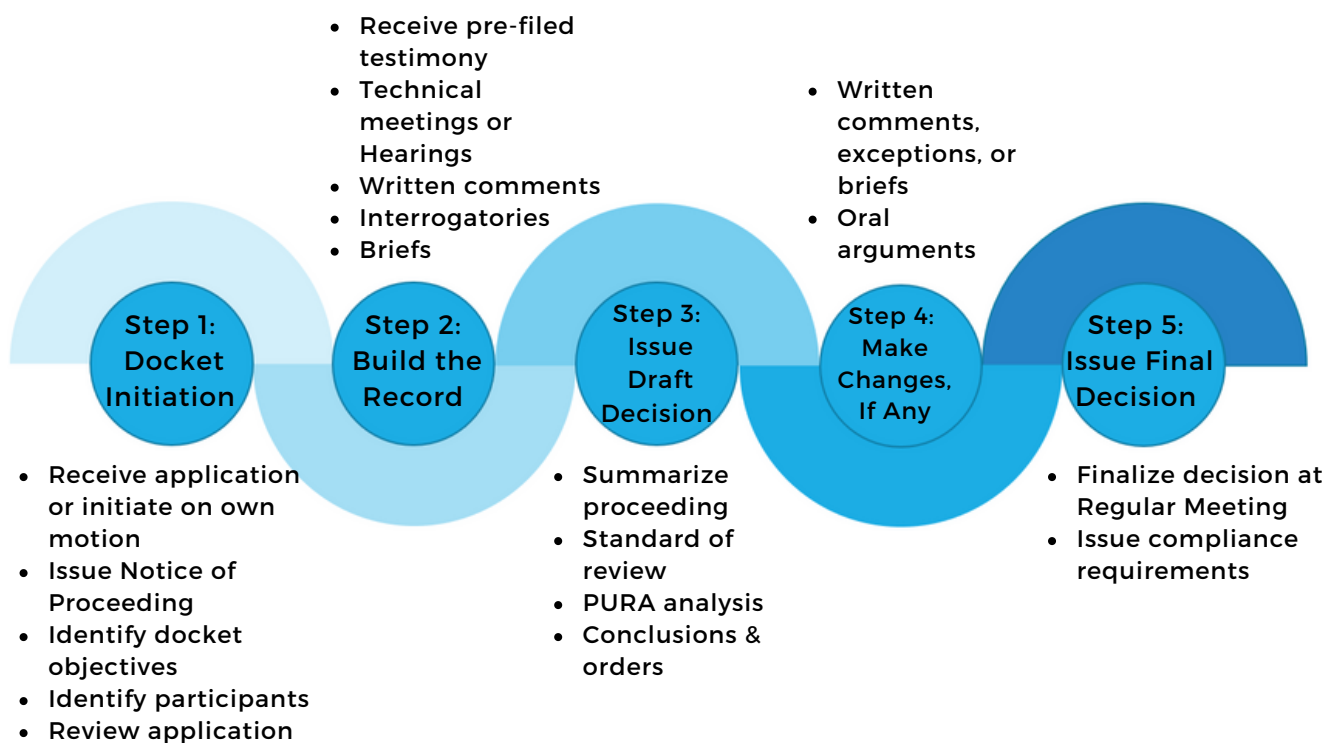 Step 1:
Docket
Initiation
• Receive application
or initiate on own
motion
• Issue Notice of
Proceeding
• Identify docket
objectives
• Identify participants
• Review application
• Receive pre-filed
testimony
• Technical
meetings or
Hearings
• Written comments
• Interrogatories
• Briefs
Step 2:
Build the
Record
Step 3:
Issue
Draft
Decision
• Summarize
proceeding
• Standard of
review
• PURA analysis
• Conclusions &
orders
• Written
comments,
exceptions, or
briefs
• Oral
arguments
Step 4:
Make
Changes,
If Any
Step 5:
Issue Final
Decision
• Finalize decision at
Regular Meeting
• Issue compliance
requirements